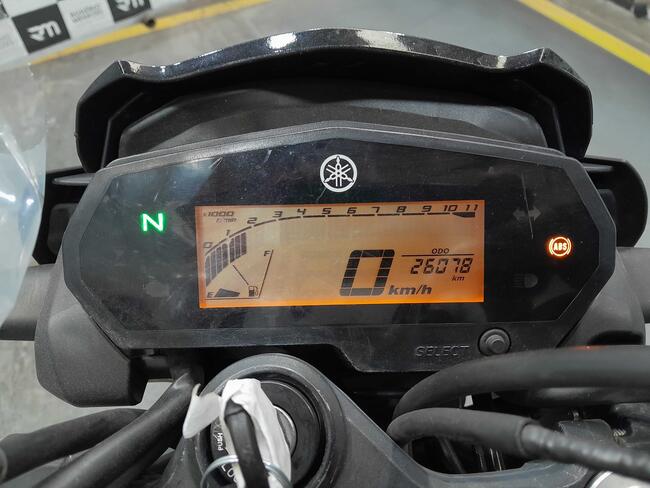 N
x1000 r/min
0 1 2 3 4 5 6 7 8 9 10 11
F
E
0 km/h
ODO
26078
km
ABS
SELECT
PUSH